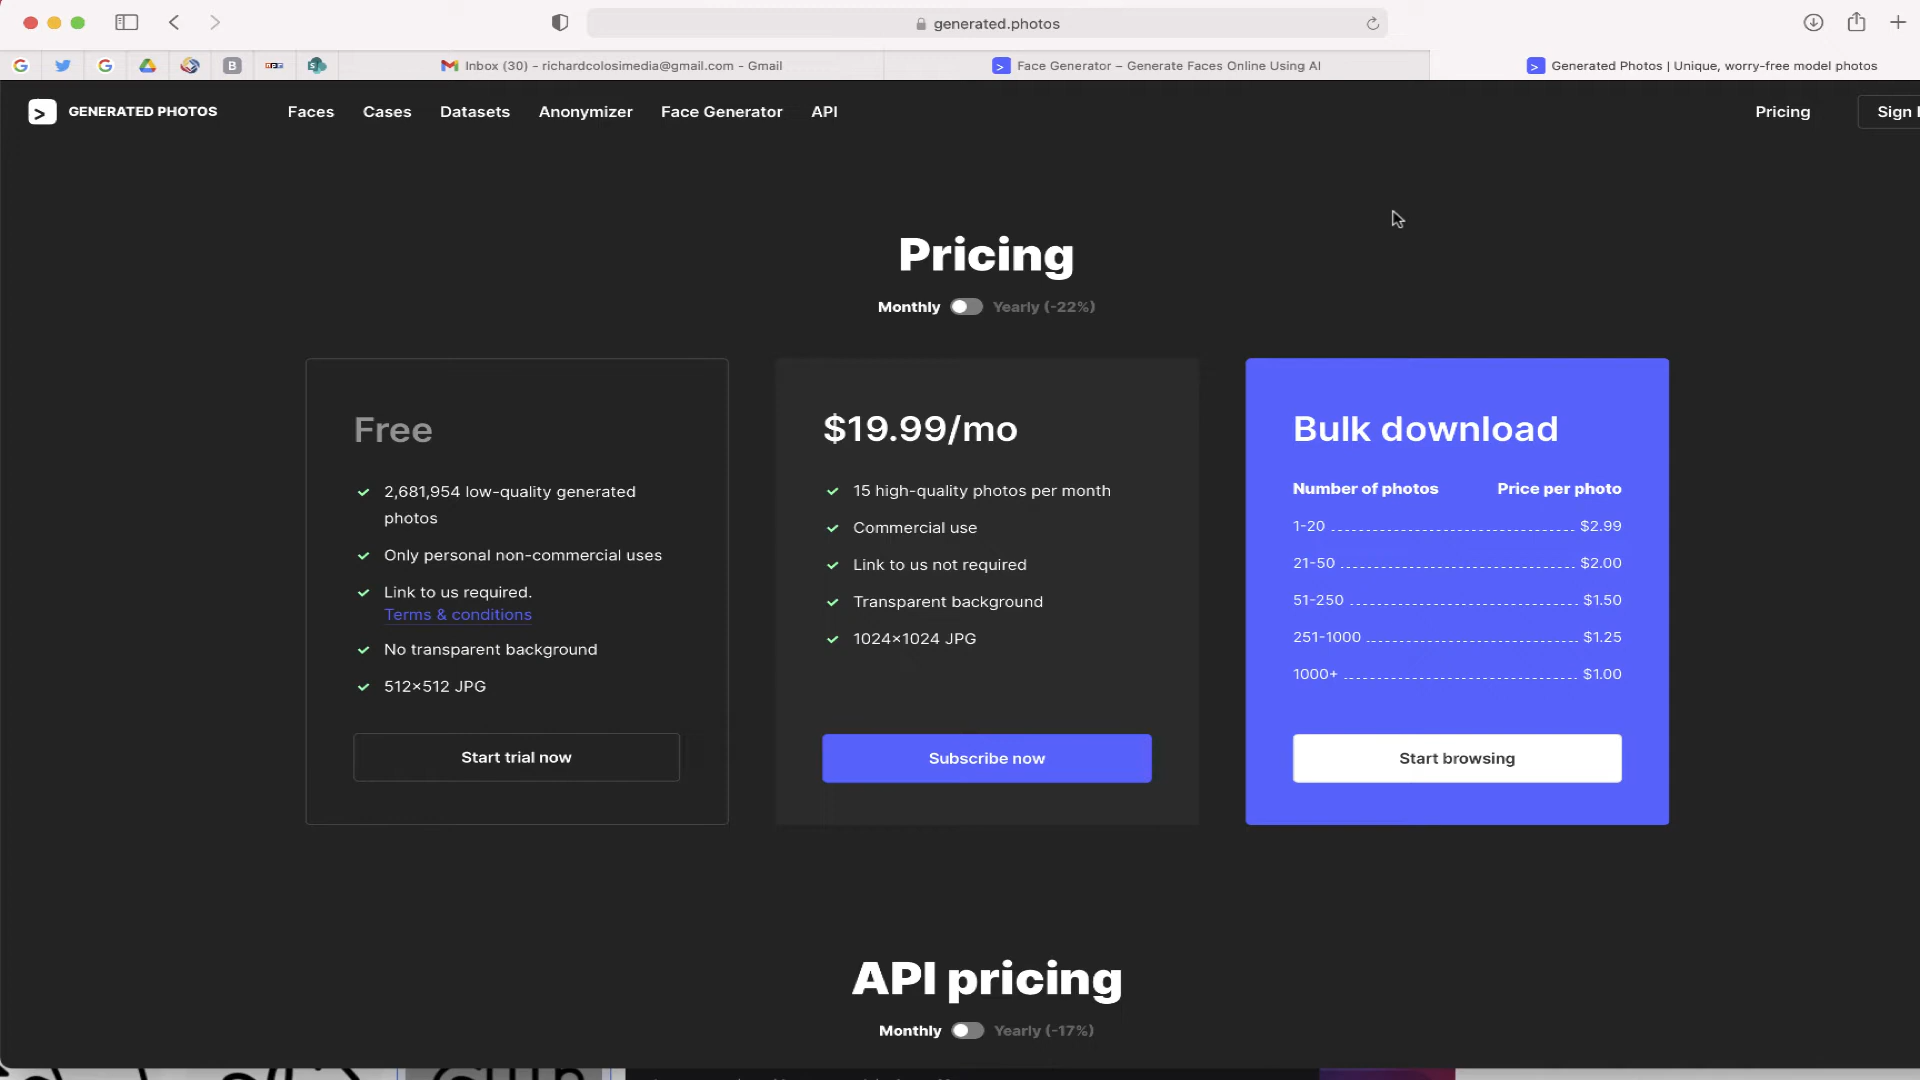 generated.photos
Inbox (30) – richardcolosimedia@gmail.com - Gmail
Face Generator – Generate Faces Online Using AI
Generated Photos | Unique, worry-free model photos
GENERATED PHOTOS
Faces
Cases
Datasets
Anonymizer
Face Generator
API
Pricing
Sign
Pricing
Monthly
Yearly (-22%)
Free
2,681,954 low-quality generated
photos
Only personal non-commercial uses
Link to us required.
Terms & conditions
No transparent background
512×512 JPG
Start trial now
$19.99/mo
15 high-quality photos per month
Commercial use
Link to us not required
Transparent background
1024×1024 JPG
Subscribe now
Bulk download
Number of photos Price per photo
1-20 $2.99
21-50 $2.00
51-250 $1.50
251-1000 $1.25
1000+ $1.00
Start browsing
API pricing
Monthly
Yearly (-17%)